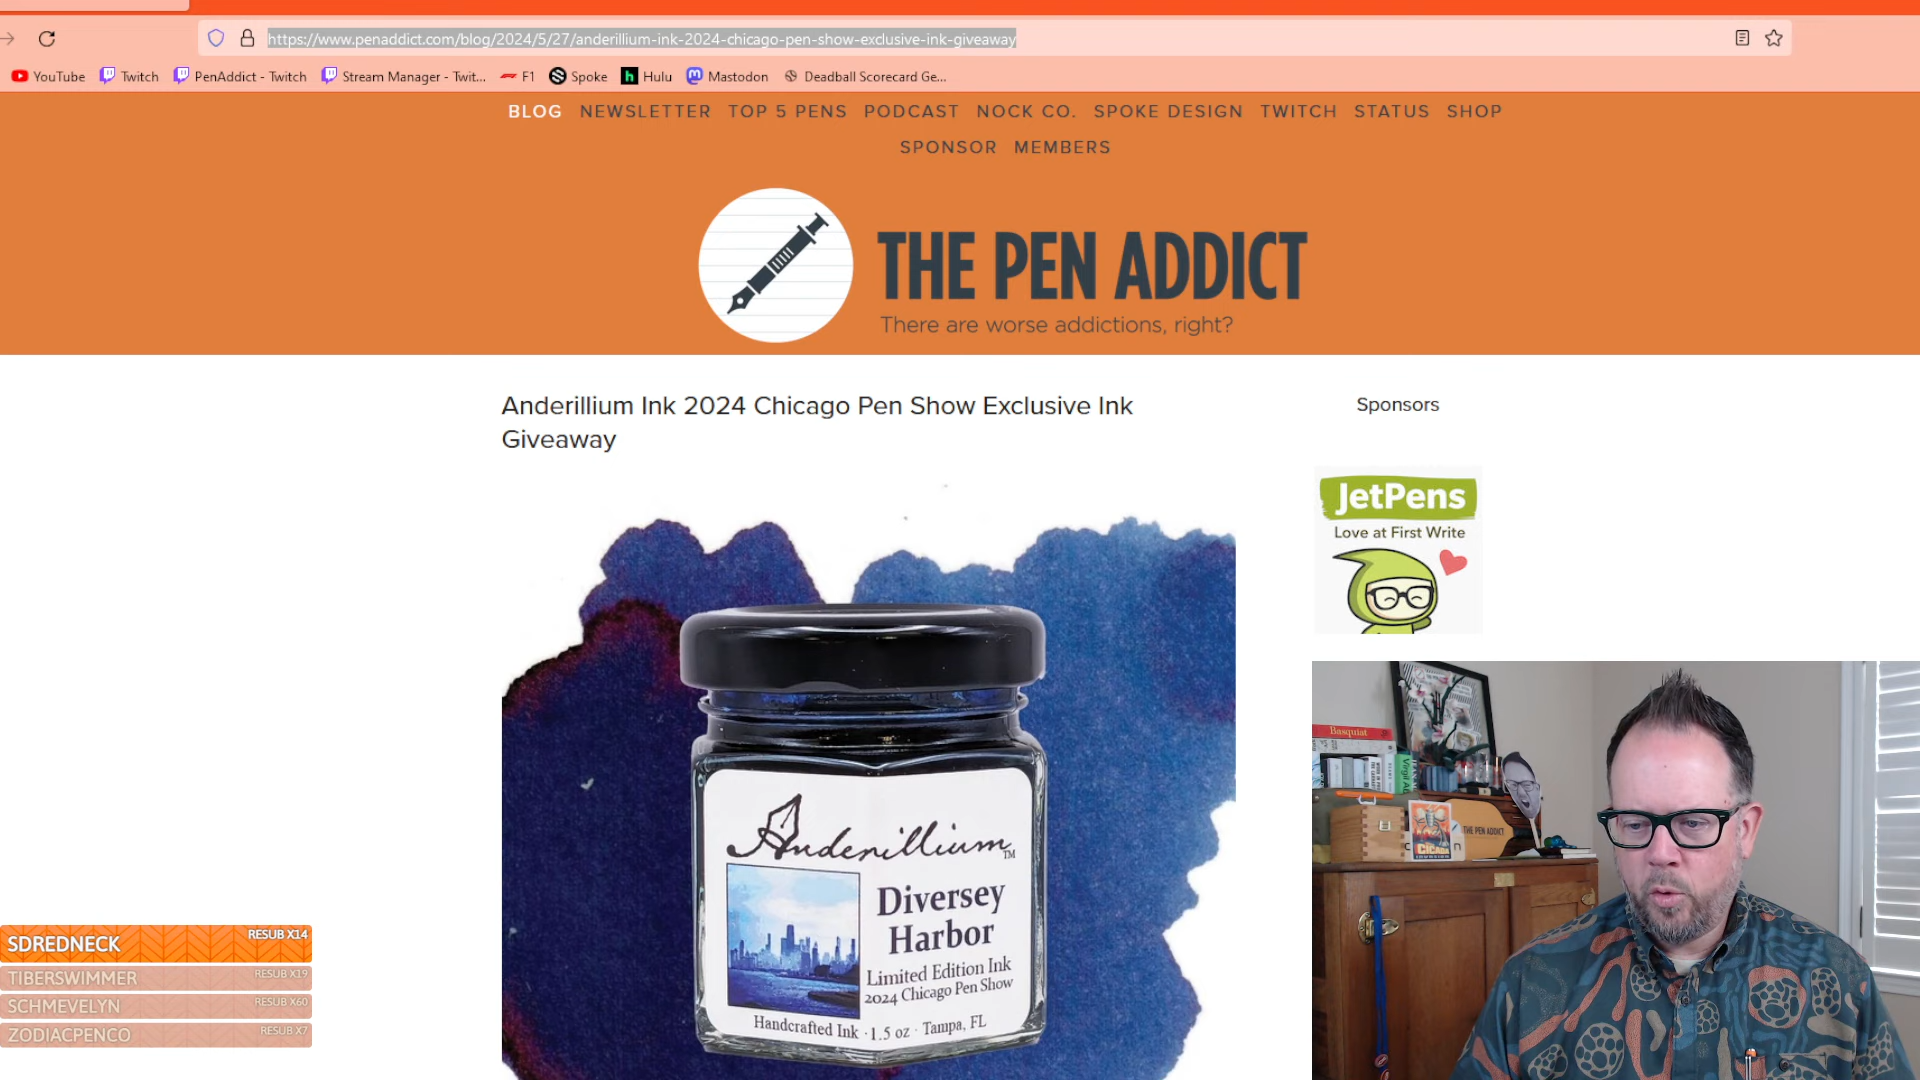 https://www.penaddict.com/blog/2024/5/27/anderillium-ink-2024-chicago-pen-show-exclusive-ink-giveaway
YouTube Twitch PenAddict - Twitch Stream Manager - Twit... F1 Spoke Hulu Mastodon Deadball Scorecard Ge...
BLOG NEWSLETTER TOP 5 PENS PODCAST NOCK CO. SPOKE DESIGN TWITCH STATUS SHOP
SPONSOR MEMBERS
THE PEN ADDICT
There are worse addictions, right?
Anderillium Ink 2024 Chicago Pen Show Exclusive Ink
Giveaway
Sponsors
JetPens
Love at First Write
Anderillium TM
Diversey
Harbor
Limited Edition Ink
2024 Chicago Pen Show
Handcrafted Ink · 1.5 oz · Tampa, FL
Basquiat
THE PEN ADDICT
SDREDNECK RESUB X14
TIBERSWIMMER RESUB X19
SCHMEVELYN RESUB X60
ZODIACPENCO RESUB X7